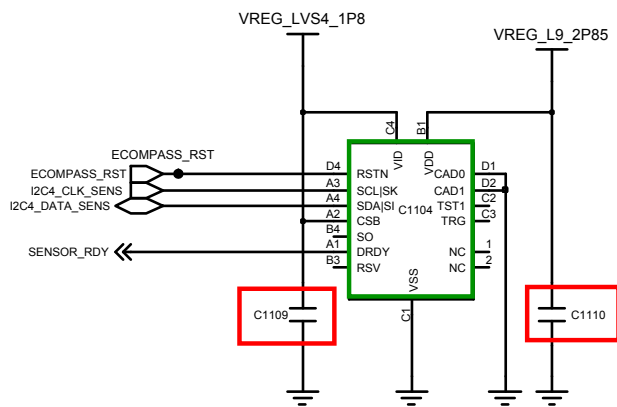 VREG_LVS4_1P8
VREG_L9_2P85
C4
B1
VID
VDD
ECOMPASS_RST
ECOMPASS_RST
D4
RSTN
CAD0
D1
I2C4_CLK_SENS
A3
SCL|SK
CAD1
D2
I2C4_DATA_SENS
A4
SDA|SI
C1104
TST1
C2
A2
CSB
TRG
C3
B4
SO
SENSOR_RDY
A1
DRDY
NC
1
B3
RSV
NC
2
VSS
C1
C1109
C1110